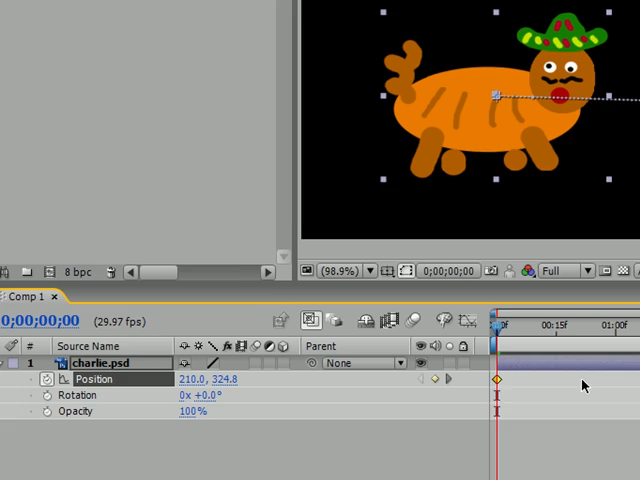 8 bpc
(98.9%)
0;00;00;00
Full
Comp 1
0;00;00;00
(29.97 fps)
#
Source Name
Parent
0f
00:15f
01:00f
1
charlie.psd
None
Position
210.0, 324.8
Rotation
0x +0.0°
Opacity
100%